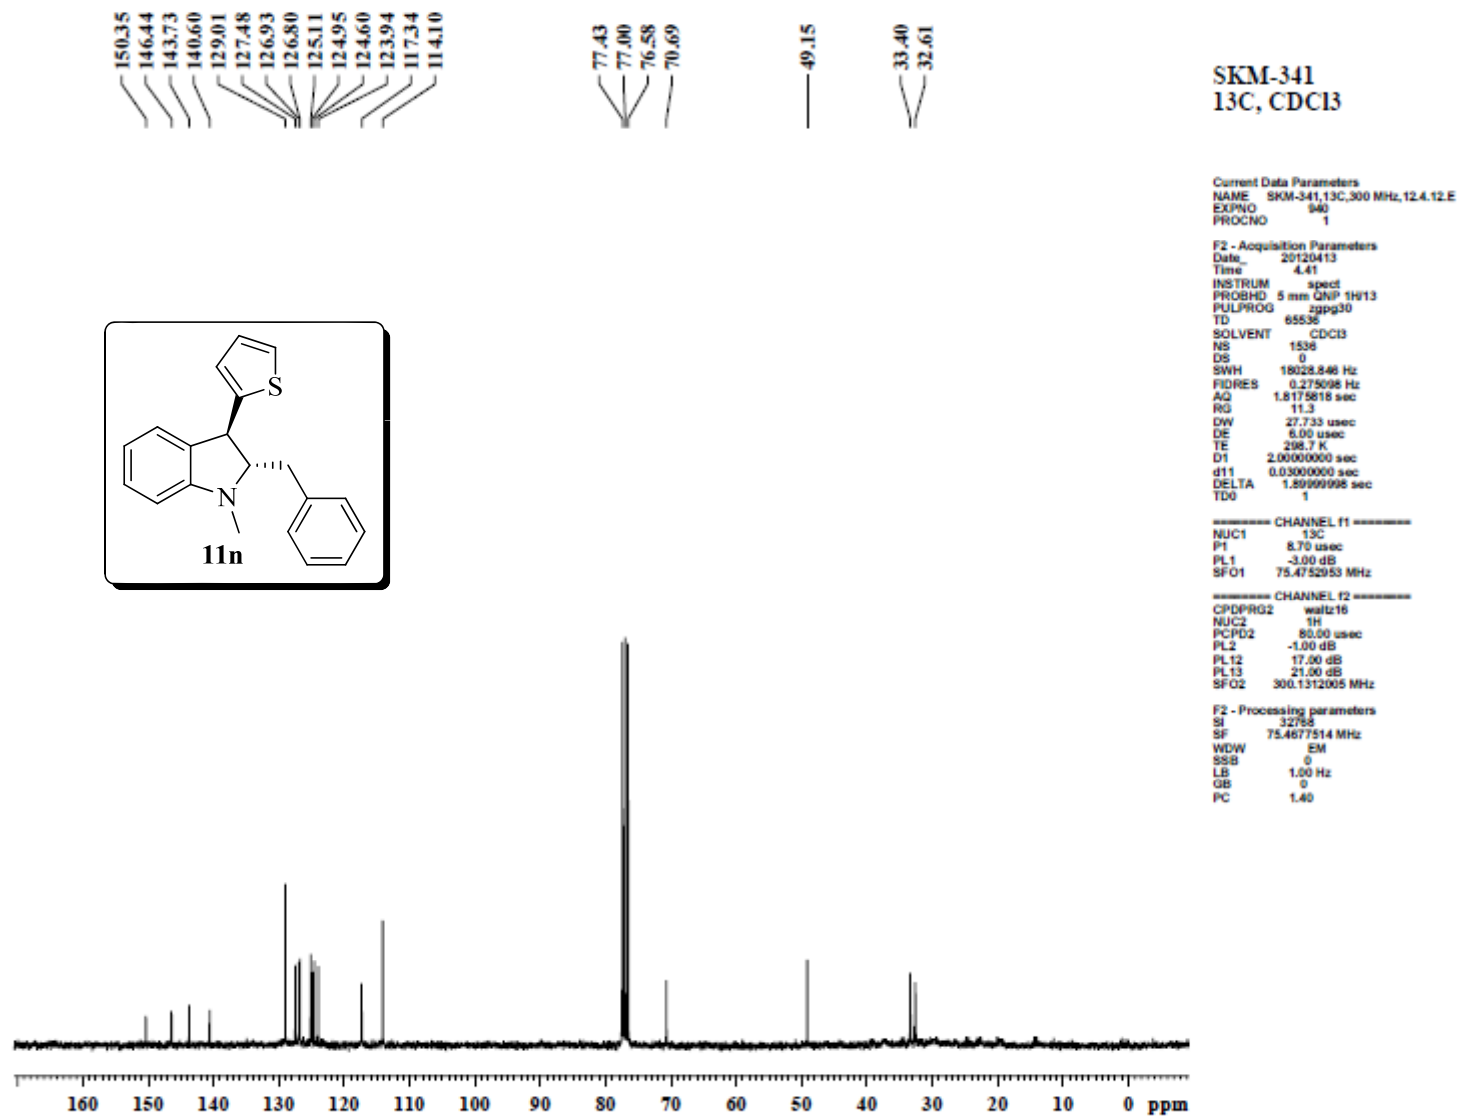 150.35
146.44
143.73
140.60
129.01
127.48
126.93
126.80
125.11
124.95
124.60
123.94
117.34
114.10
77.43
77.00
76.58
70.69
49.15
33.40
32.61
SKM-341
13C, CDCl3
Current Data Parameters
NAME SKM-341,13C,300 MHz,12.4.12.E
EXPNO 940
PROCNO 1
F2 - Acquisition Parameters
Date_ 20120413
Time 4.41
INSTRUM spect
PROBHD 5 mm QNP 1H/13
PULPROG zgpg30
TD 65536
SOLVENT CDCl3
NS 1536
DS 0
SWH 18028.846 Hz
FIDRES 0.275098 Hz
AQ 1.8175818 sec
RG 11.3
DW 27.733 usec
DE 6.00 usec
TE 298.7 K
D1 2.00000000 sec
d11 0.03000000 sec
DELTA 1.89999998 sec
TD0 1
======== CHANNEL f1 ========
NUC1 13C
P1 8.70 usec
PL1 -3.00 dB
SFO1 75.4752953 MHz
======== CHANNEL f2 ========
CPDPRG2 waltz16
NUC2 1H
PCPD2 80.00 usec
PL2 -1.00 dB
PL12 17.00 dB
PL13 21.00 dB
SFO2 300.1312005 MHz
F2 - Processing parameters
SI 32768
SF 75.4677514 MHz
WDW EM
SSB 0
LB 1.00 Hz
GB 0
PC 1.40
S
N
11n
160 150 140 130 120 110 100 90 80 70 60 50 40 30 20 10 0 ppm